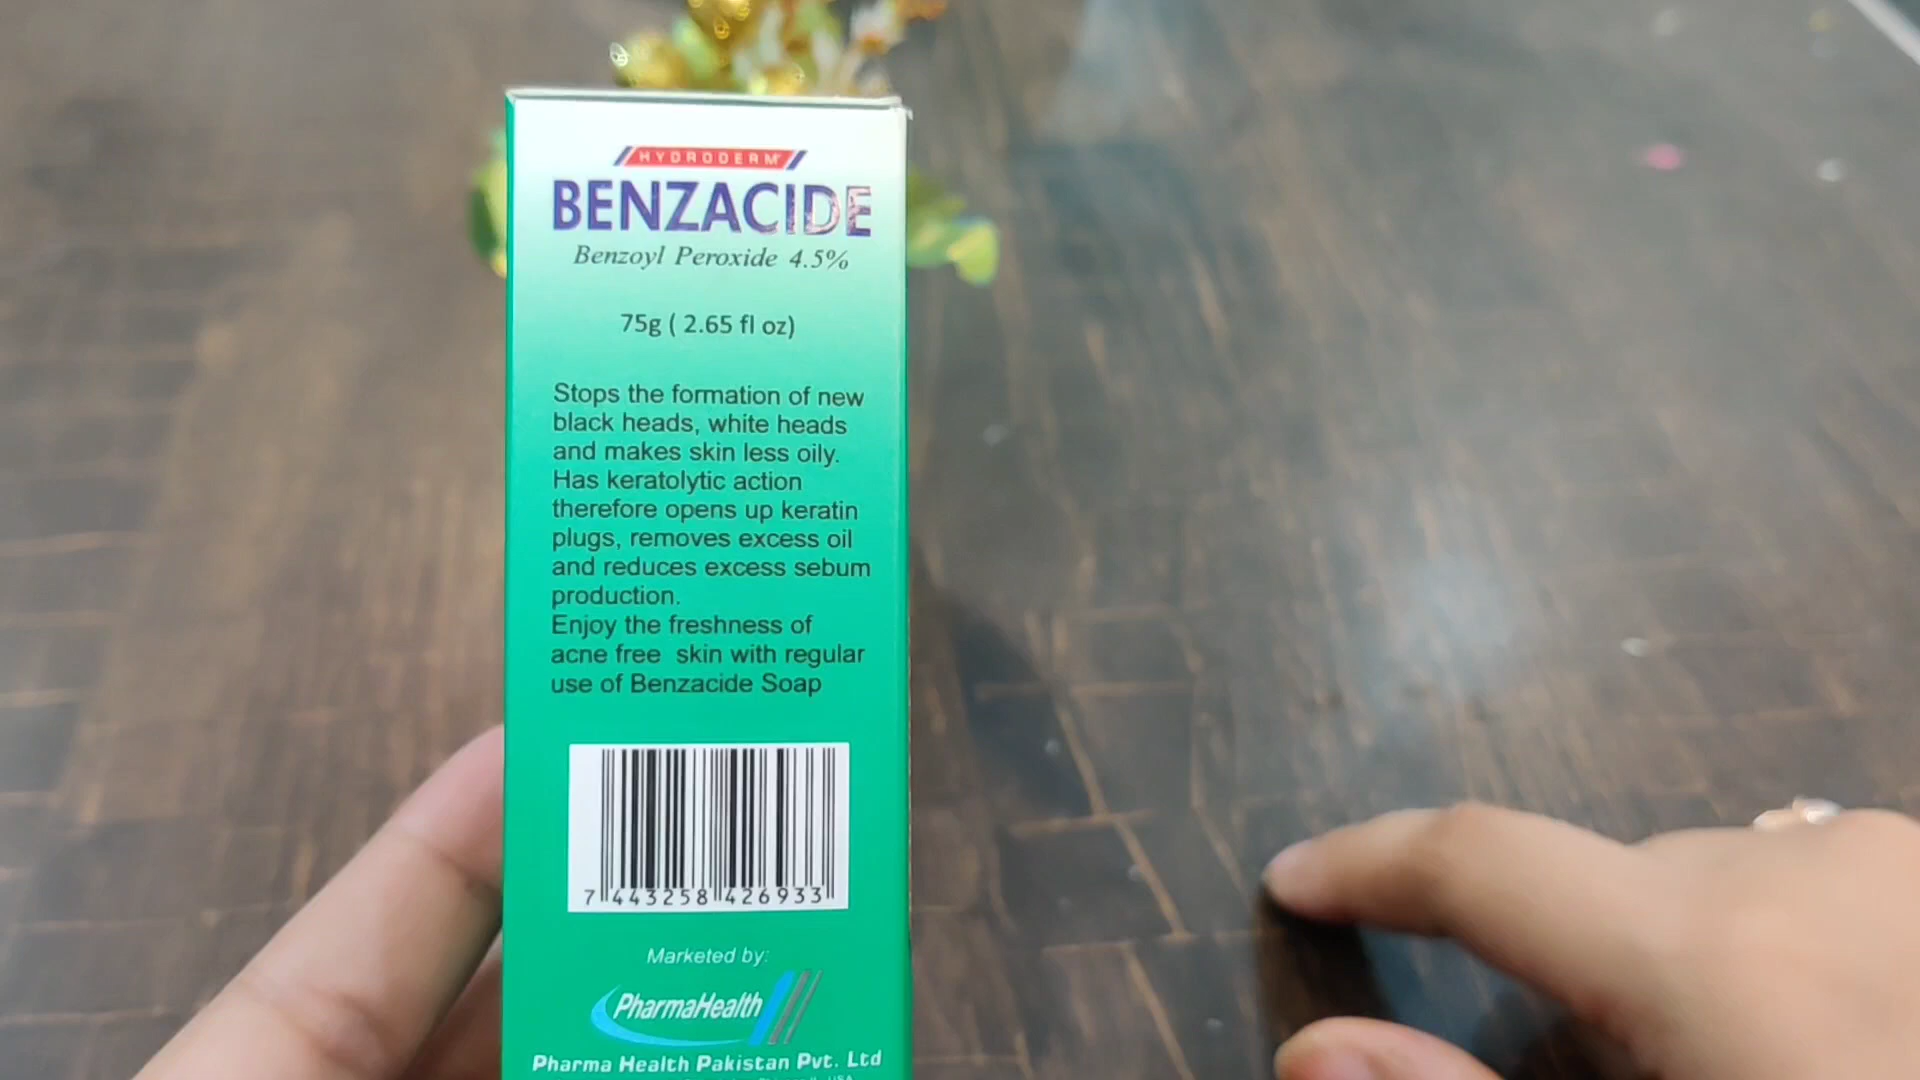 HYDRODERM
BENZACIDE
Benzoyl Peroxide 4.5%
75g ( 2.65 fl oz)
Stops the formation of new
black heads, white heads
and makes skin less oily.
Has keratolytic action
therefore opens up keratin
plugs, removes excess oil
and reduces excess sebum
production.
Enjoy the freshness of
acne free skin with regular
use of Benzacide Soap
7 443258 426933
Marketed by:
PharmaHealth
Pharma Health Pakistan Pvt. Ltd